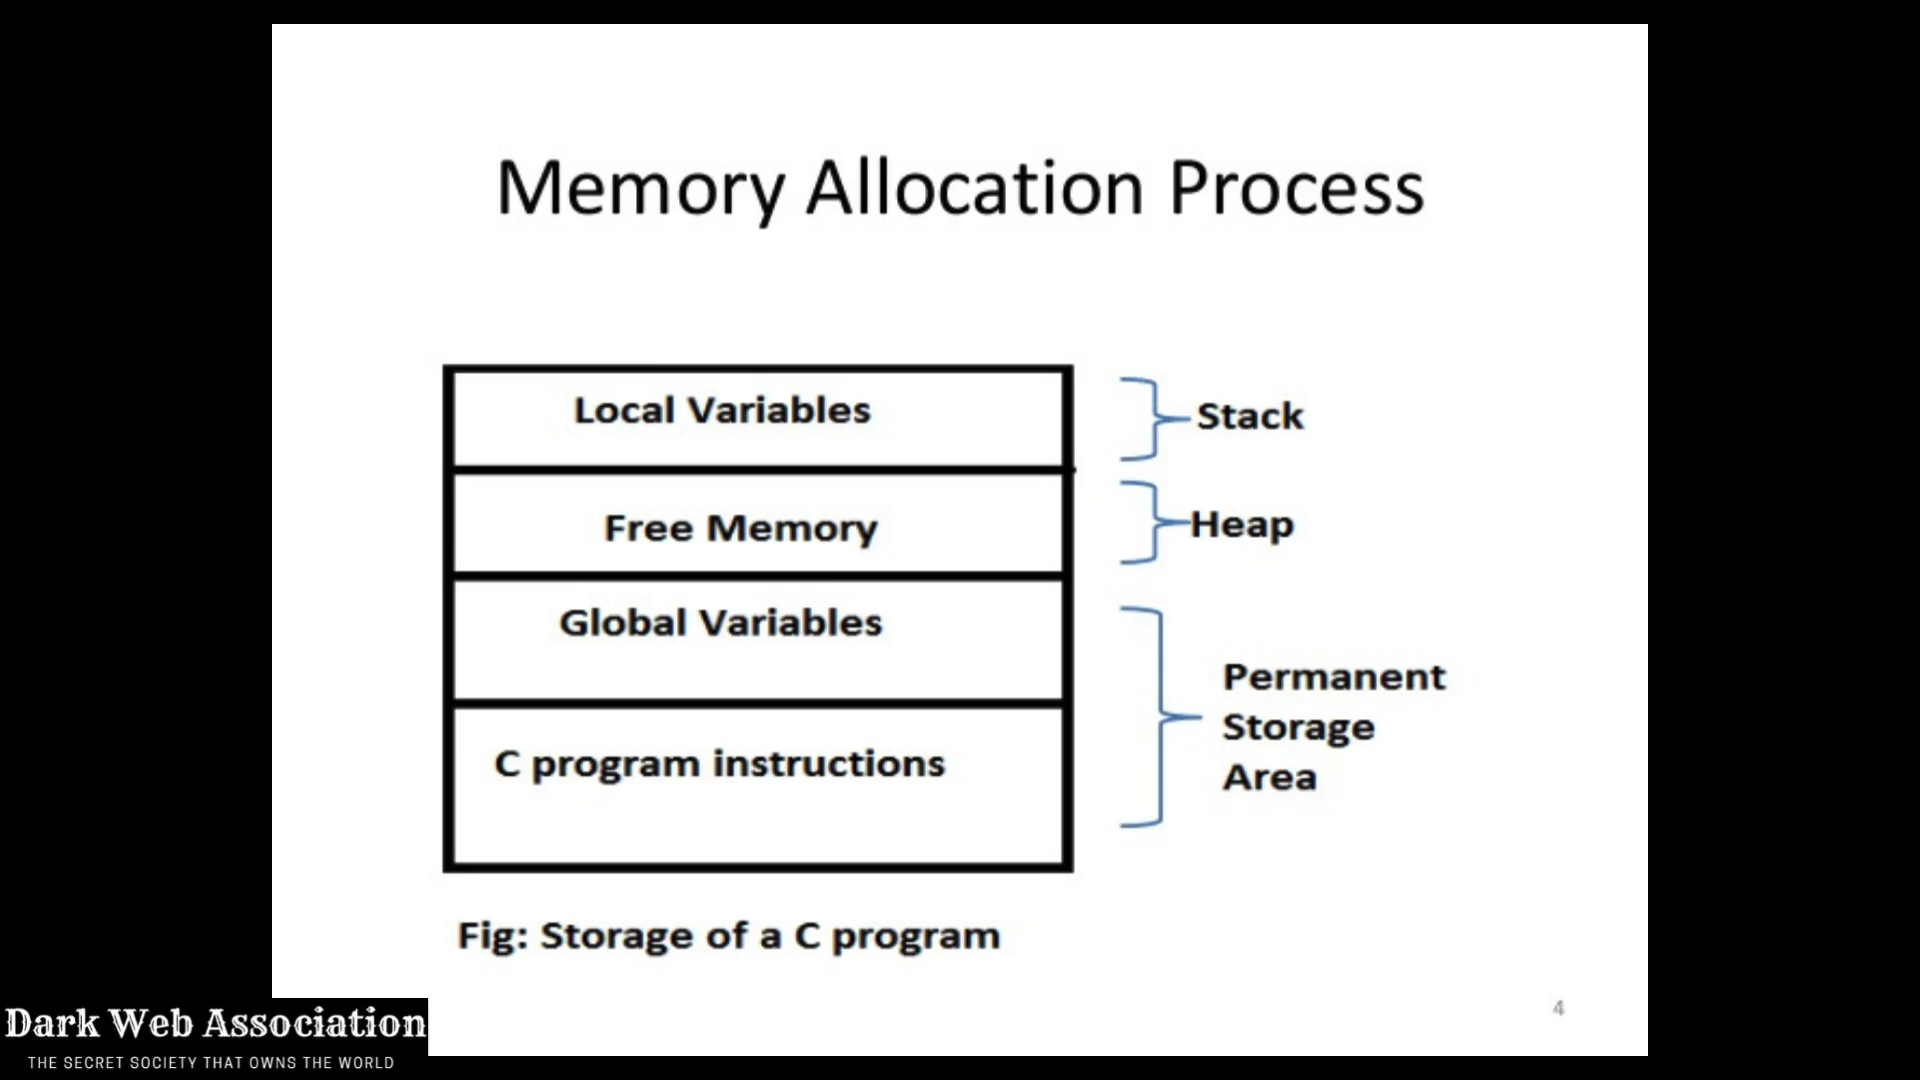 Memory Allocation Process
Local Variables
Stack
Free Memory
Heap
Global Variables
Permanent
Storage
Area
C program instructions
Fig: Storage of a C program
4
Dark Web Association
THE SECRET SOCIETY THAT OWNS THE WORLD